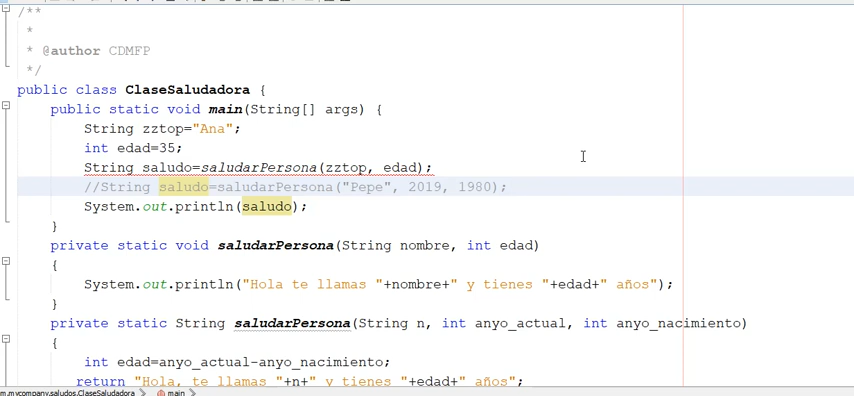 /**
*
* @author CDMFP
*/
public class ClaseSaludadora {
public static void main(String[] args) {
String zztop="Ana";
int edad=35;
String saludo=saludarPersona(zztop, edad);
//String saludo=saludarPersona("Pepe", 2019, 1980);
System.out.println(saludo);
}
private static void saludarPersona(String nombre, int edad)
{
System.out.println("Hola te llamas "+nombre+" y tienes "+edad+" años");
}
private static String saludarPersona(String n, int anyo_actual, int anyo_nacimiento)
{
int edad=anyo_actual-anyo_nacimiento;
return "Hola, te llamas "+n+" y tienes "+edad+" años";
m.mycompany.saludos.ClaseSaludadora main